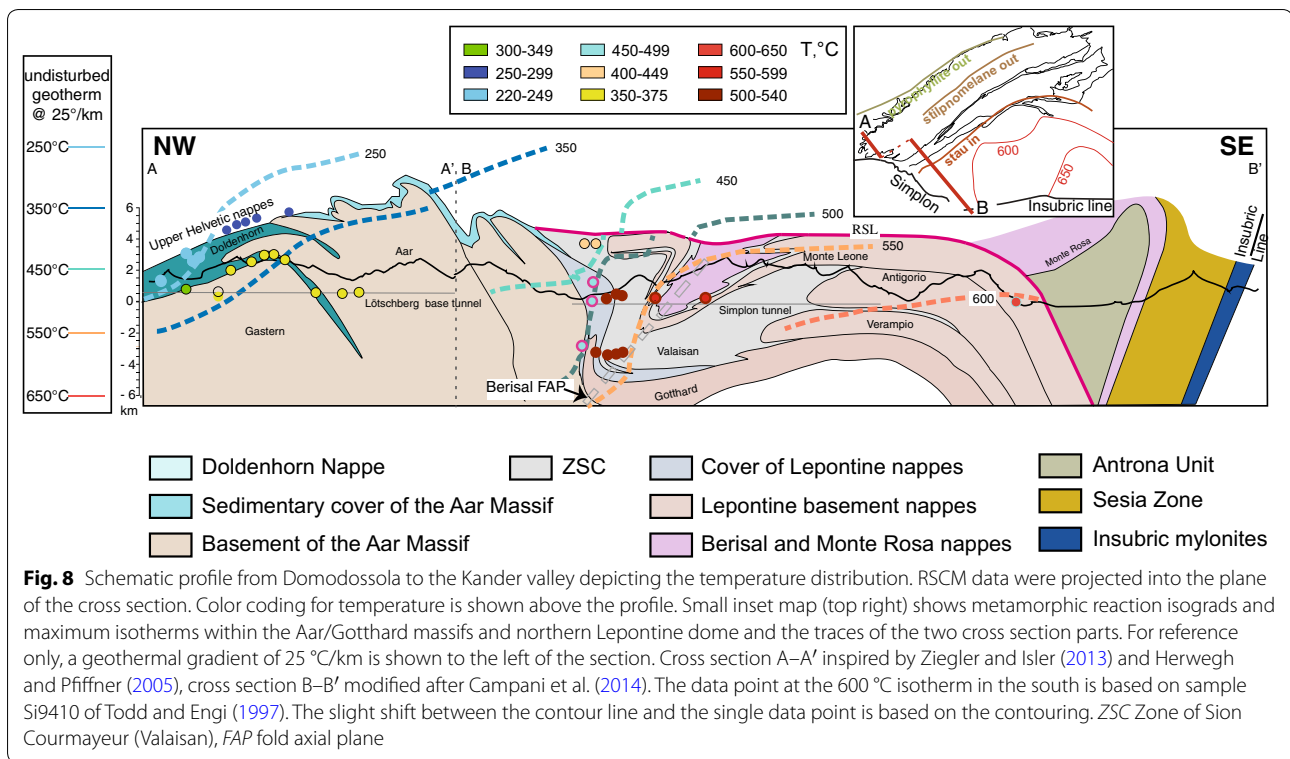 300-349
450-499
600-650
T,°C
250-299
400-449
550-599
220-249
350-375
500-540
undisturbed
geotherm
@ 25°/km
250°C
350°C
450°C
550°C
650°C
stilpnomelane out
stau in
600
650
A
B
Simplon
Insubric line
NW
SE
A
A'
B
B'
250
350
450
500
RSL
550
600
6
4
2
0
- 2
- 4
- 6
km
Upper Helvetic nappes
Doldenhorn
Aar
Lötschberg base tunnel
Gastern
Monte Leone
Antigorio
Simplon tunnel
Verampio
Valaisan
Gotthard
Berisal FAP
Monte Rosa
Insubric
Line
Doldenhorn Nappe
ZSC
Cover of Lepontine nappes
Antrona Unit
Sedimentary cover of the Aar Massif
Lepontine basement nappes
Sesia Zone
Basement of the Aar Massif
Berisal and Monte Rosa nappes
Insubric mylonites
Fig. 8 Schematic profile from Domodossola to the Kander valley depicting the temperature distribution. RSCM data were projected into the plane
of the cross section. Color coding for temperature is shown above the profile. Small inset map (top right) shows metamorphic reaction isograds and
maximum isotherms within the Aar/Gotthard massifs and northern Lepontine dome and the traces of the two cross section parts. For reference
only, a geothermal gradient of 25 °C/km is shown to the left of the section. Cross section A–A′ inspired by Ziegler and Isler (2013) and Herwegh
and Pfiffner (2005), cross section B–B′ modified after Campani et al. (2014). The data point at the 600 °C isotherm in the south is based on sample
Si9410 of Todd and Engi (1997). The slight shift between the contour line and the single data point is based on the contouring. ZSC Zone of Sion
Courmayeur (Valaisan), FAP fold axial plane